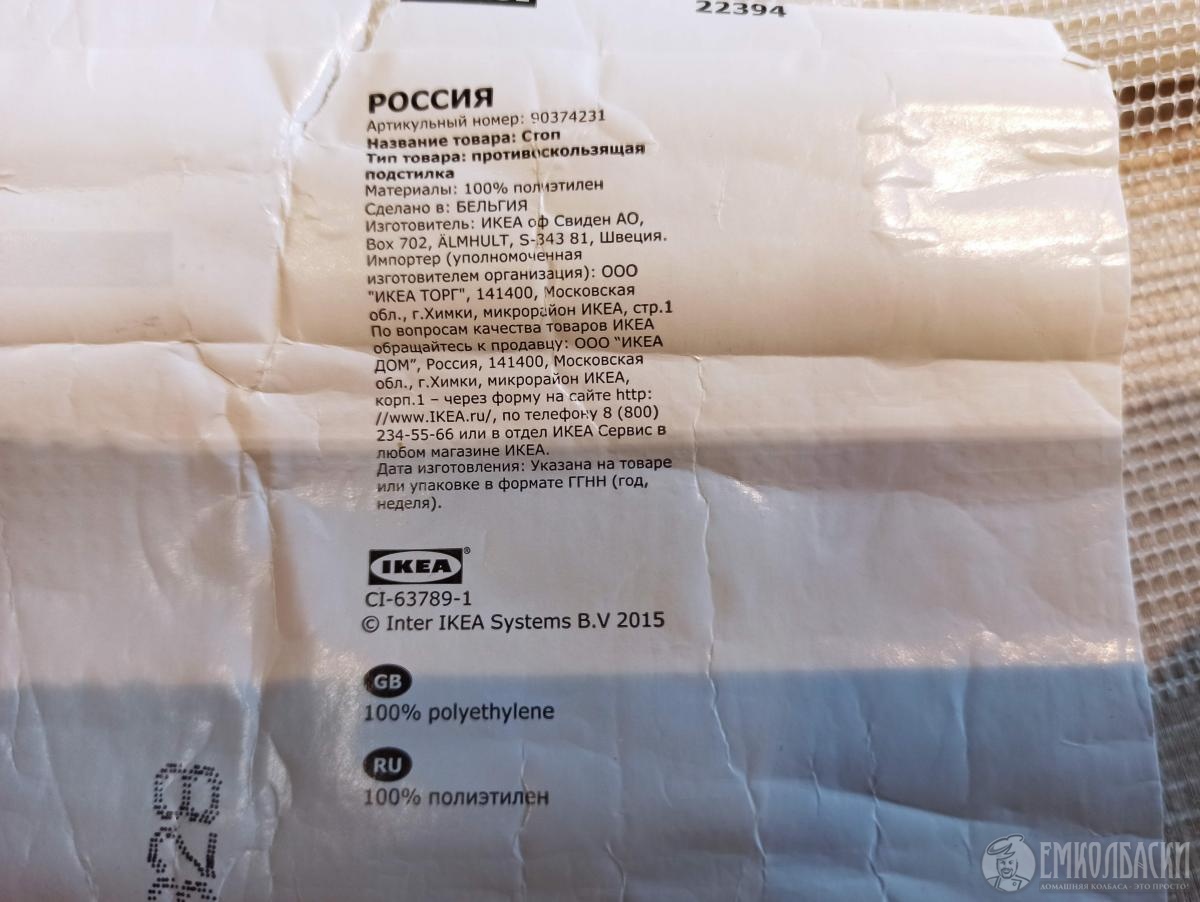 22394
РОССИЯ
Артикульный номер: 90374231
Название товара: Стоп
Тип товара: противоскользящая
подстилка
Материалы: 100% полиэтилен
Сделано в: БЕЛЬГИЯ
Изготовитель: ИКЕА оф Свиден АО,
Box 702, ÄLMHULT, S-343 81, Швеция.
Импортер (уполномоченная
изготовителем организация): ООО
"ИКЕА ТОРГ", 141400, Московская
обл., г.Химки, микрорайон ИКЕА, стр.1
По вопросам качества товаров ИКЕА
обращайтесь к продавцу: ООО "ИКЕА
ДОМ", Россия, 141400, Московская
обл., г.Химки, микрорайон ИКЕА,
корп.1 – через форму на сайте http:
//www.IKEA.ru/, по телефону 8 (800)
234-55-66 или в отдел ИКЕА Сервис в
любом магазине ИКЕА.
Дата изготовления: Указана на товаре
или упаковке в формате ГГНН (год,
неделя).
IKEA®
CI-63789-1
© Inter IKEA Systems B.V 2015
GB
100% polyethylene
RU
100% полиэтилен
ЕМКОЛБАСКИ
ДОМАШНЯЯ КОЛБАСА - ЭТО ПРОСТО!